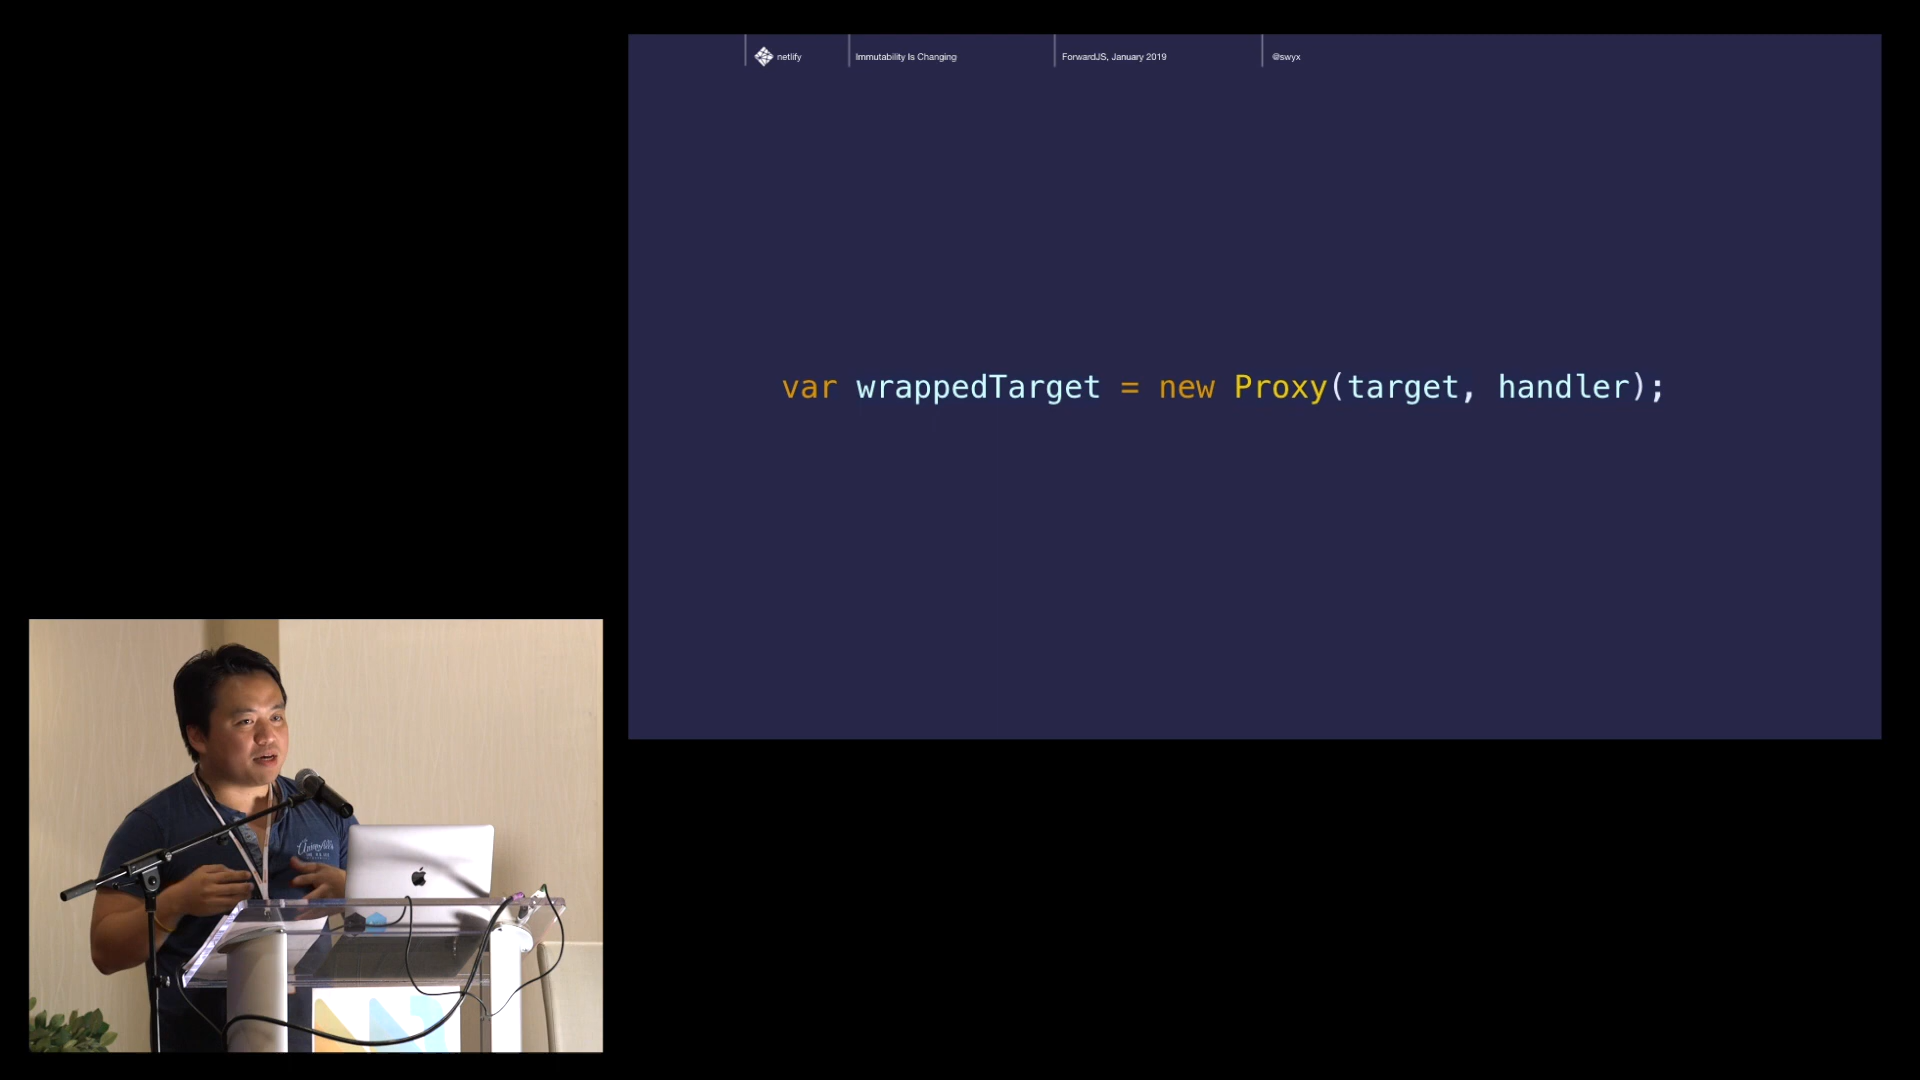 netlify
Immutability Is Changing
ForwardJS, January 2019
@swyx
var wrappedTarget = new Proxy(target, handler);